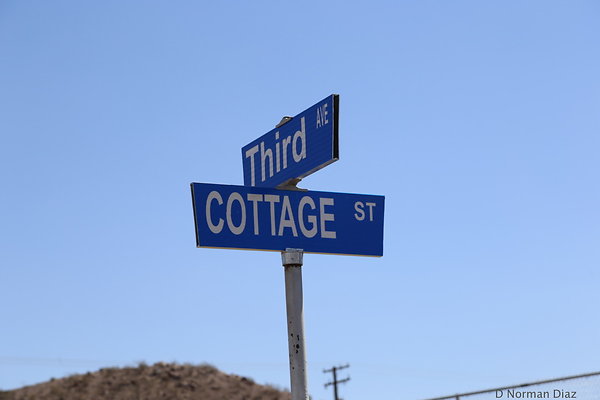 Third AVE
COTTAGE ST
D Norman Diaz